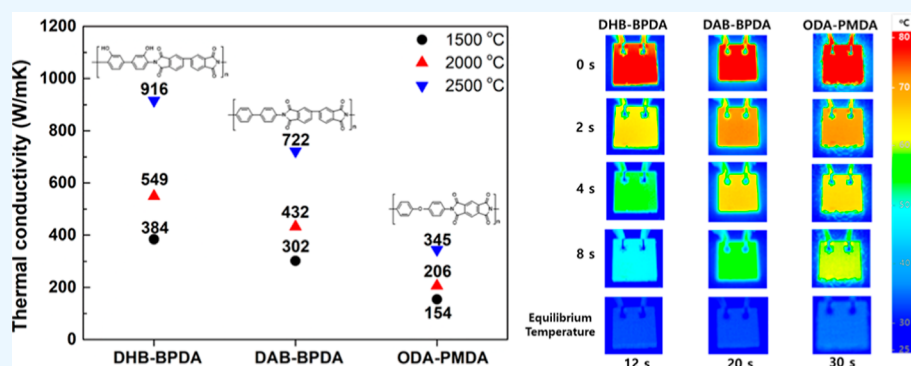 Thermal conductivity (W/mK)
1200
1000
800
600
400
200
0
1500 °C
2000 °C
2500 °C
HO
OH
916
549
384
722
432
302
345
206
154
DHB-BPDA
DAB-BPDA
ODA-PMDA
DHB-BPDA
DAB-BPDA
ODA-PMDA
0 s
2 s
4 s
8 s
Equilibrium
Temperature
12 s
20 s
30 s
°C
80
70
30
25